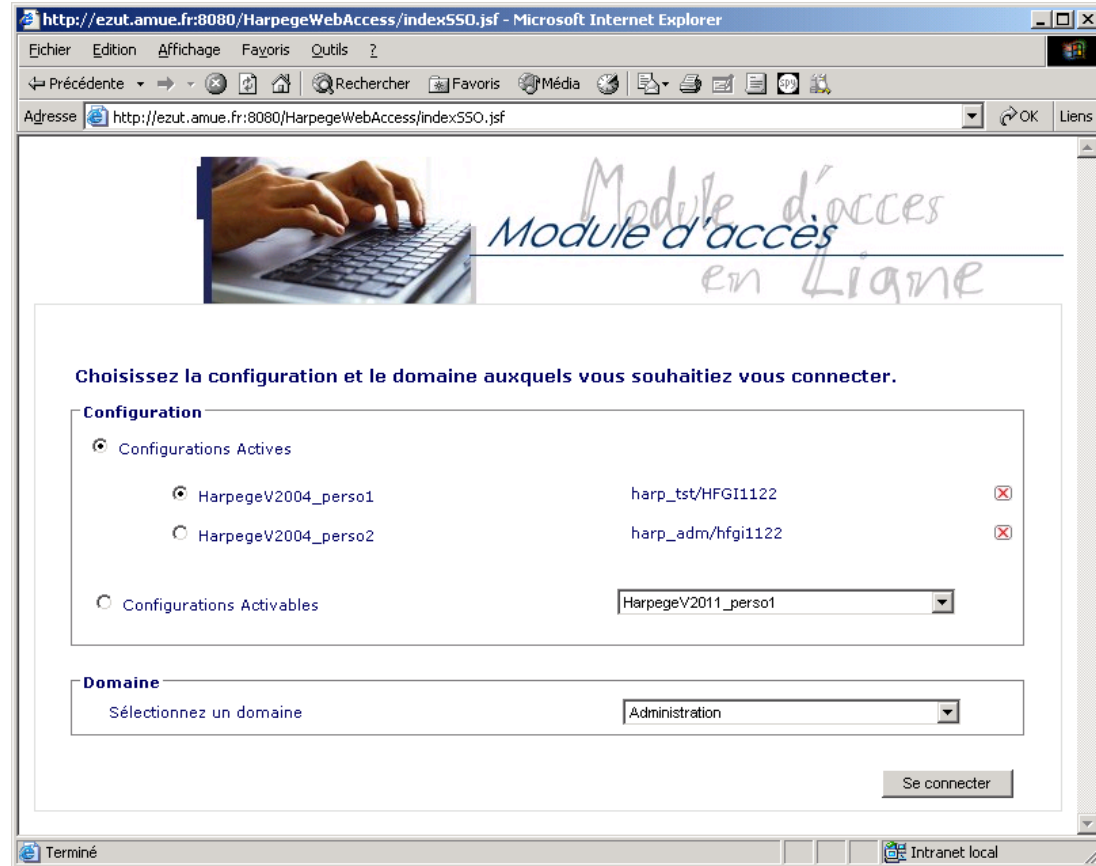 http://ezut.amue.fr:8080/HarpegeWebAccess/indexSSO.jsf - Microsoft Internet Explorer
Fichier Edition Affichage Favoris Outils ?
Précédente Rechercher Favoris Média
Adresse http://ezut.amue.fr:8080/HarpegeWebAccess/indexSSO.jsf OK Liens
Module d'acces
Module d'accès
en Ligne
Choisissez la configuration et le domaine auxquels vous souhaitiez vous connecter.
Configuration
Configurations Actives
HarpegeV2004_perso1 harp_tst/HFGI1122
HarpegeV2004_perso2 harp_adm/hfgi1122
Configurations Activables HarpegeV2011_perso1
Domaine
Sélectionnez un domaine Administration
Se connecter
Terminé Intranet local